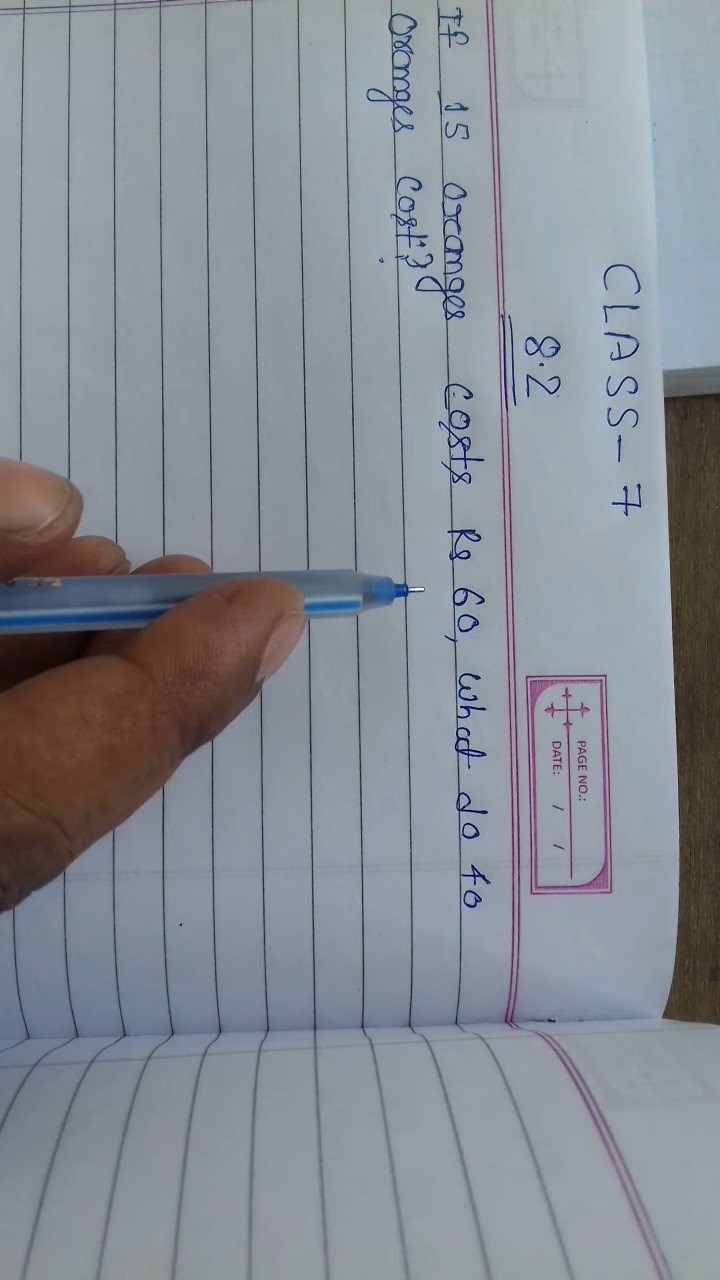 CLASS-7
PAGE NO.:
DATE: / /
8.2
If 15 oranges costs Rs 60, what do 40
oranges cost?